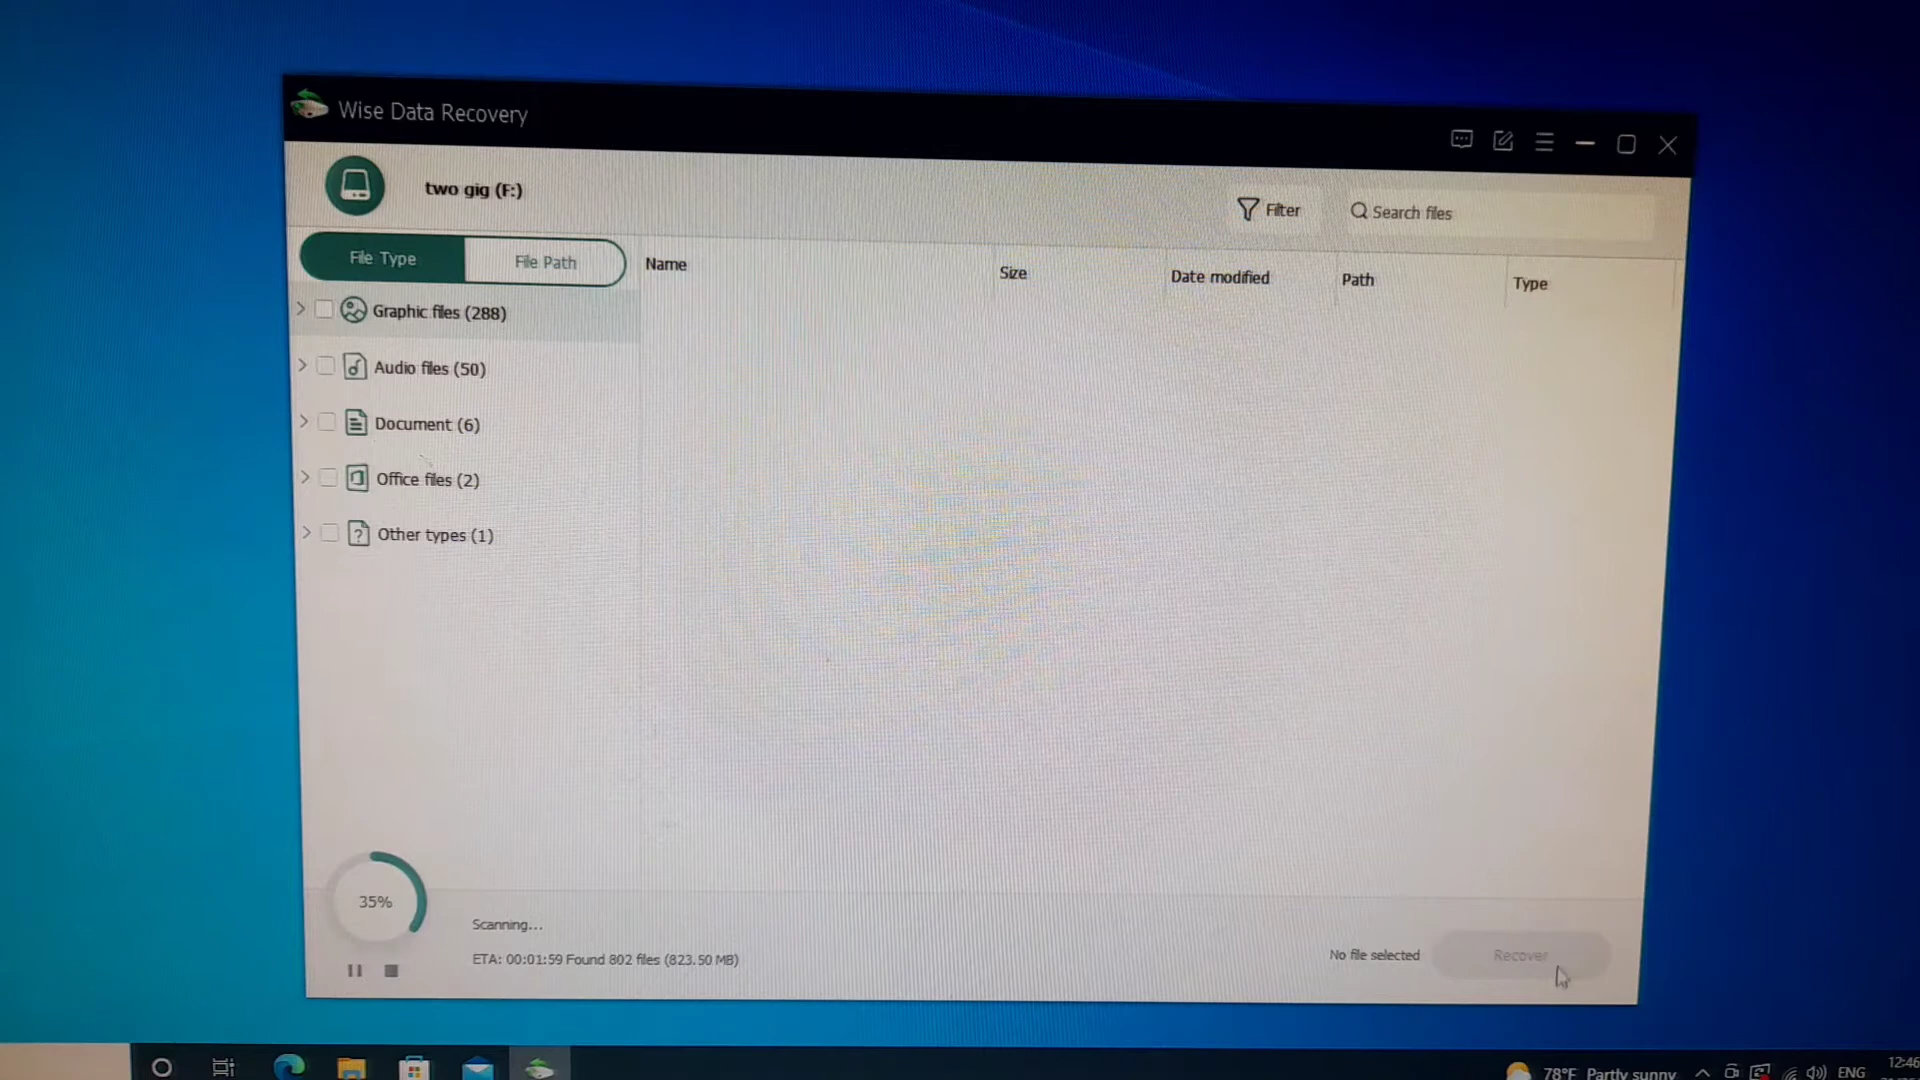 Wise Data Recovery
two gig (F:)
Filter
Search files
File Type
File Path
Name
Size
Date modified
Path
Type
Graphic files (288)
Audio files (50)
Document (6)
Office files (2)
Other types (1)
35%
Scanning...
ETA: 00:01:59 Found 802 files (823.50 MB)
No file selected
Recover
78°F Partly sunny
ENG
12:46